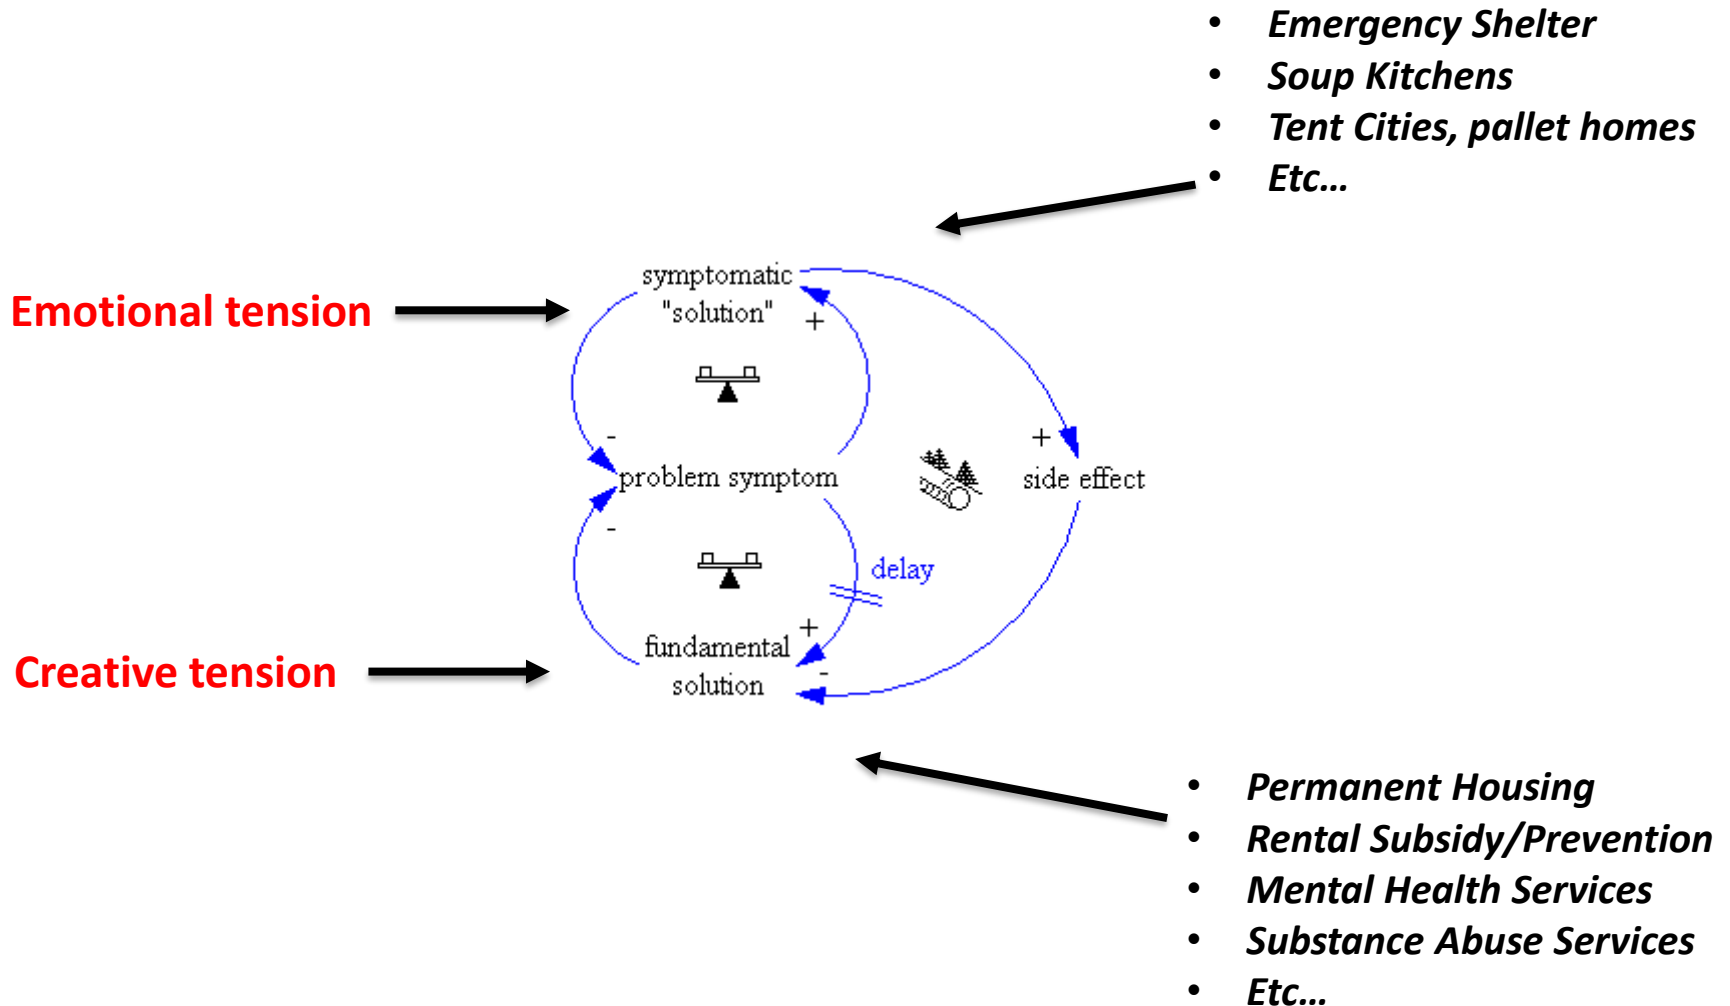 • Emergency Shelter
• Soup Kitchens
• Tent Cities, pallet homes
• Etc…
symptomatic
"solution"
+
Emotional tension
-
+
problem symptom
side effect
-
delay
+
fundamental
-
solution
Creative tension
• Permanent Housing
• Rental Subsidy/Prevention
• Mental Health Services
• Substance Abuse Services
• Etc…